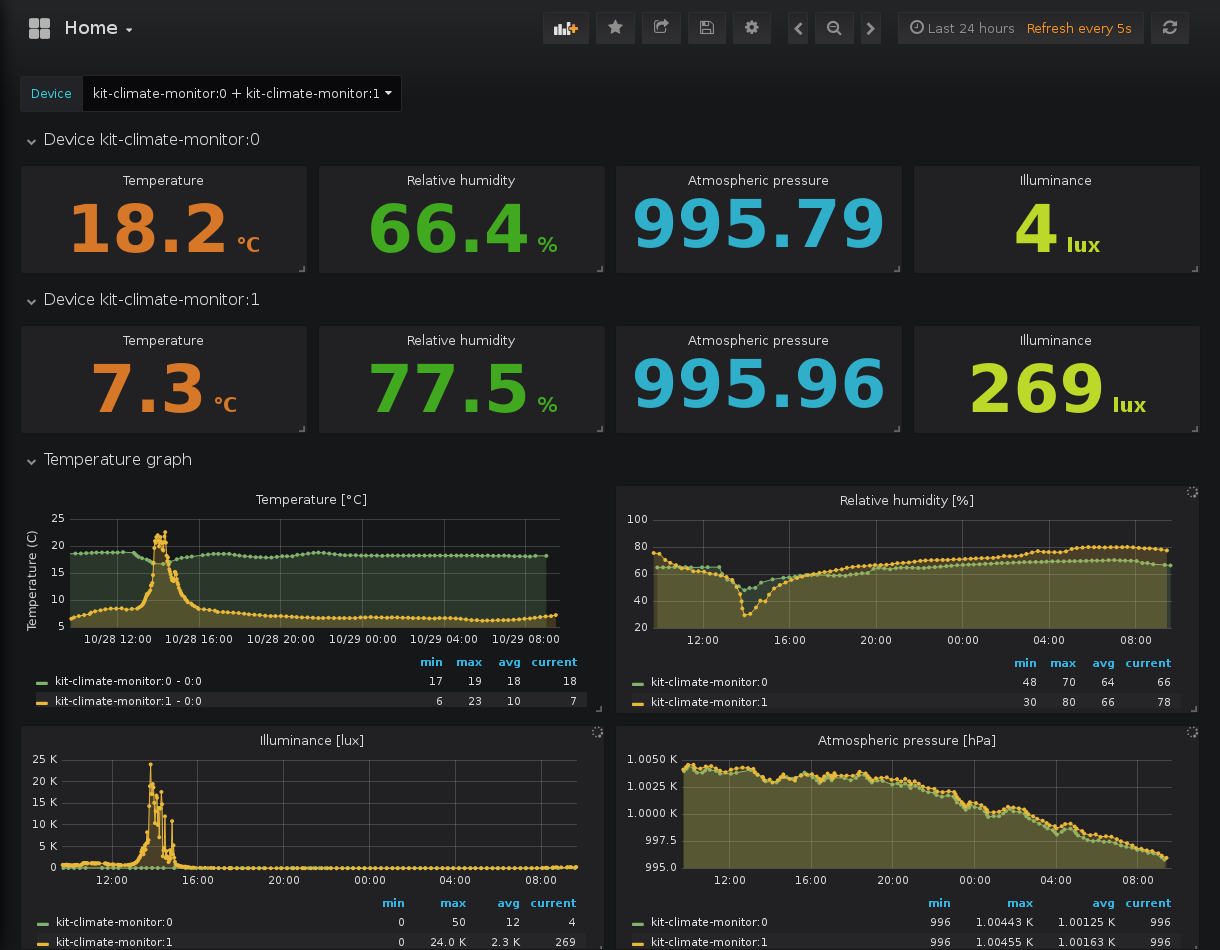 Home
Last 24 hours Refresh every 5s
Device kit-climate-monitor:0 + kit-climate-monitor:1
Device kit-climate-monitor:0
Temperature
18.2 °C
Relative humidity
66.4 %
Atmospheric pressure
995.79
Illuminance
4 lux
Device kit-climate-monitor:1
Temperature
7.3 °C
Relative humidity
77.5 %
Atmospheric pressure
995.96
Illuminance
269 lux
Temperature graph
Temperature [°C]
Temperature (C)
25
20
15
10
5
10/28 12:00 10/28 16:00 10/28 20:00 10/29 00:00 10/29 04:00 10/29 08:00
min max avg current
kit-climate-monitor:0 - 0:0 17 19 18 18
kit-climate-monitor:1 - 0:0 6 23 10 7
Relative humidity [%]
100
80
60
40
20
12:00 16:00 20:00 00:00 04:00 08:00
min max avg current
kit-climate-monitor:0 48 70 64 66
kit-climate-monitor:1 30 80 66 78
Illuminance [lux]
25 K
20 K
15 K
10 K
5 K
0
12:00 16:00 20:00 00:00 04:00 08:00
min max avg current
kit-climate-monitor:0 0 50 12 4
kit-climate-monitor:1 0 24.0 K 2.3 K 269
Atmospheric pressure [hPa]
1.0050 K
1.0025 K
1.0000 K
997.5
995.0
12:00 16:00 20:00 00:00 04:00 08:00
min max avg current
kit-climate-monitor:0 996 1.00443 K 1.00125 K 996
kit-climate-monitor:1 996 1.00455 K 1.00163 K 996